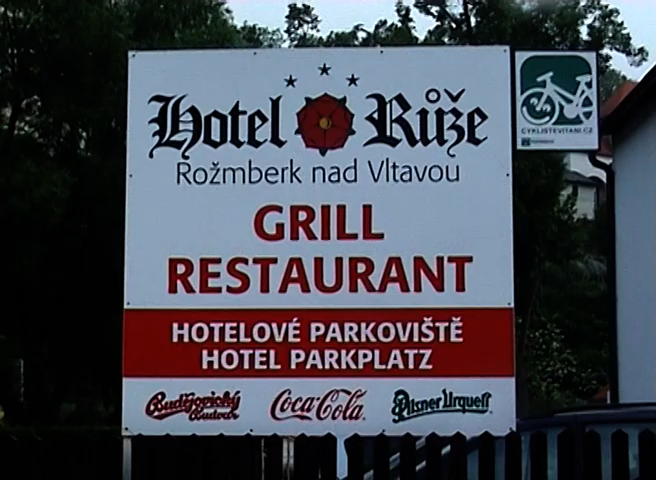 Hotel Růže
Rožmberk nad Vltavou
GRILL
RESTAURANT
HOTELOVÉ PARKOVIŠTĚ
HOTEL PARKPLATZ
Budějovický
Budvar
Coca-Cola
Pilsner Urquell
CYKLISTEVITANI.CZ